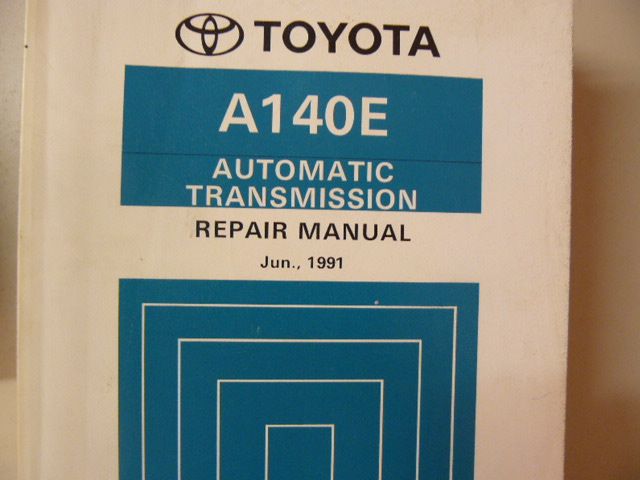 TOYOTA
A140E
AUTOMATIC
TRANSMISSION
REPAIR MANUAL
Jun., 1991